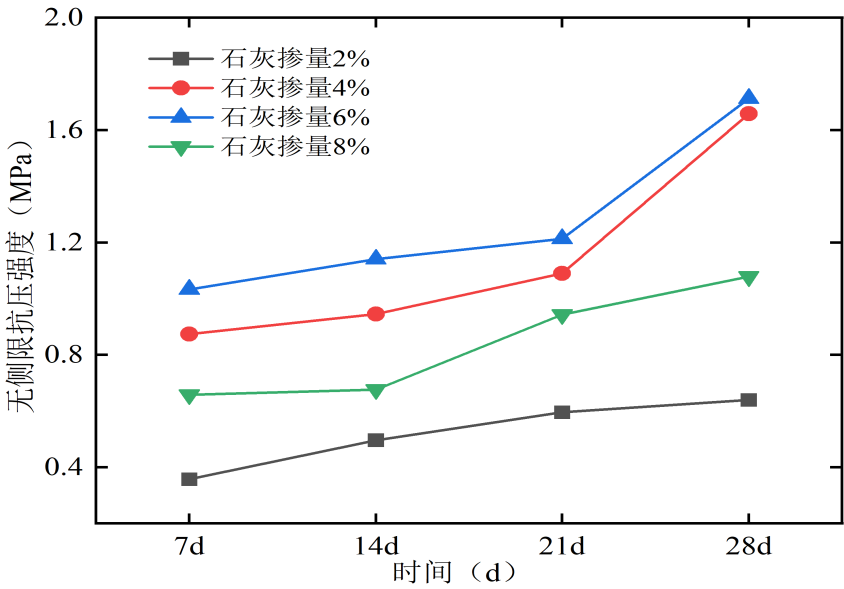 2.0
1.6
1.2
0.8
0.4
无侧限抗压强度（MPa）
石灰掺量2%
石灰掺量4%
石灰掺量6%
石灰掺量8%
7d
14d
21d
28d
时间（d）